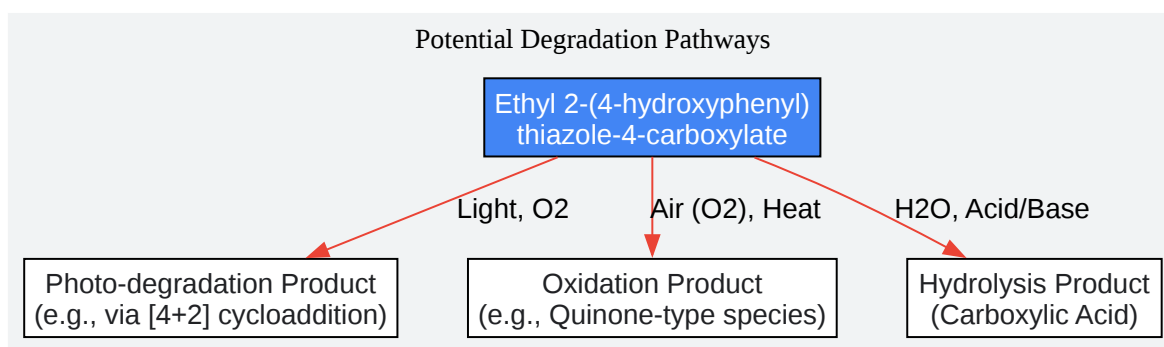 Potential Degradation Pathways
Ethyl 2-(4-hydroxyphenyl)
thiazole-4-carboxylate
Light, O2
Air (O2), Heat
H2O, Acid/Base
Photo-degradation Product
(e.g., via [4+2] cycloaddition)
Oxidation Product
(e.g., Quinone-type species)
Hydrolysis Product
(Carboxylic Acid)